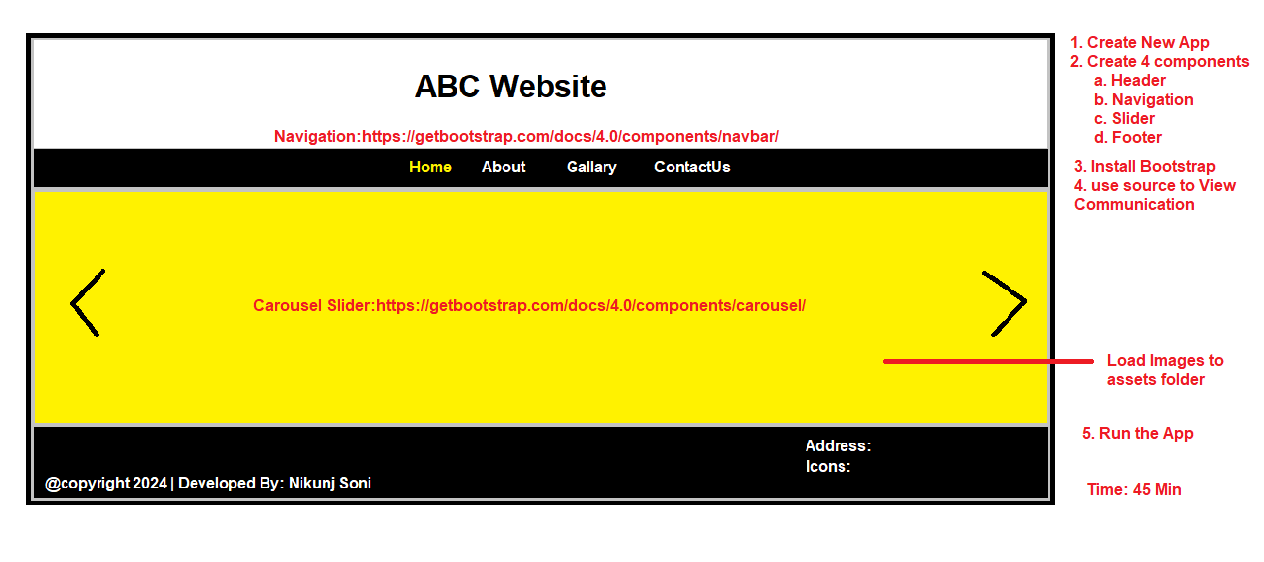 ABC Website
Navigation:https://getbootstrap.com/docs/4.0/components/navbar/
Home About Gallary ContactUs
Carousel Slider:https://getbootstrap.com/docs/4.0/components/carousel/
Address:
Icons:
@copyright 2024 | Developed By: Nikunj Soni
1. Create New App
2. Create 4 components
a. Header
b. Navigation
c. Slider
d. Footer
3. Install Bootstrap
4. use source to View
Communication
Load Images to
assets folder
5. Run the App
Time: 45 Min